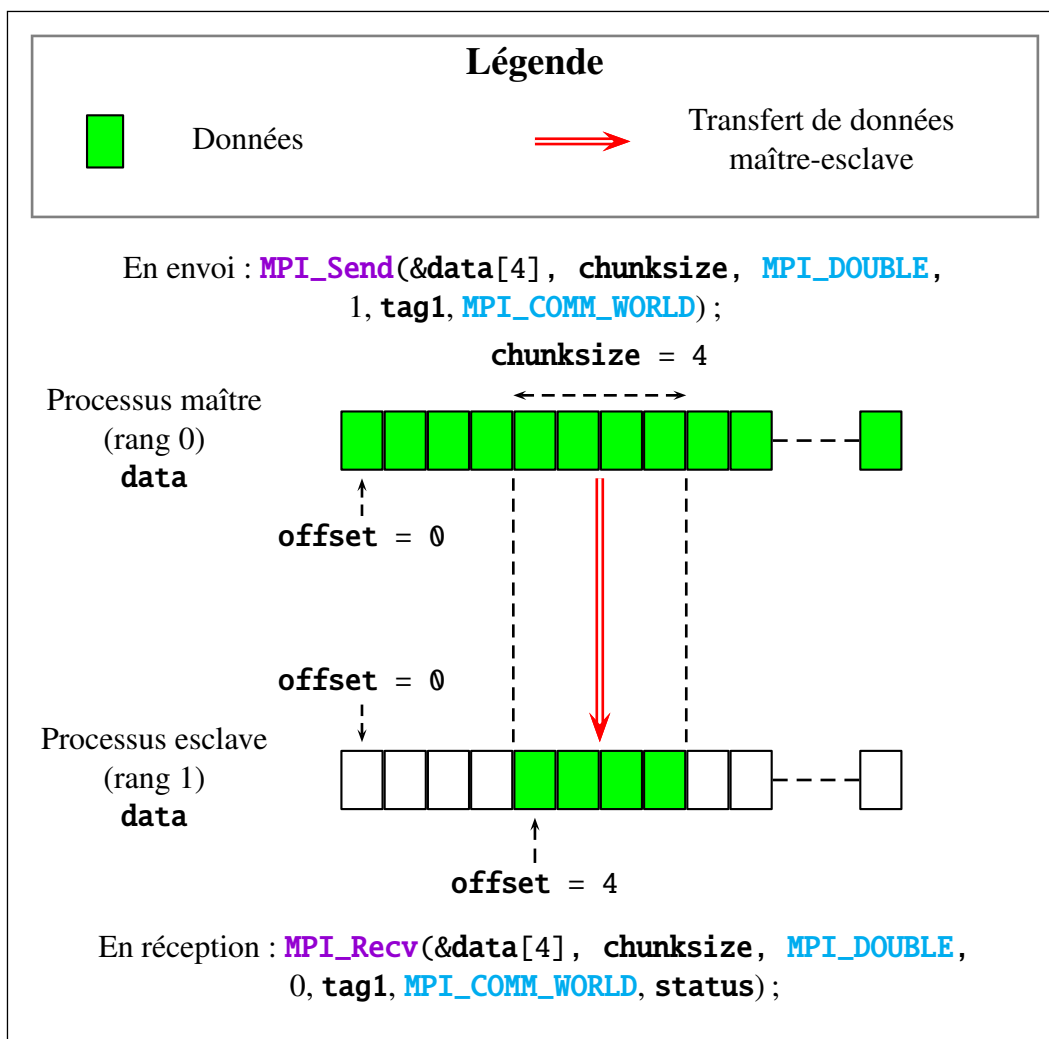 Légende
Données
Transfert de données
maître-esclave
En envoi : MPI_Send(&data[4], chunksize, MPI_DOUBLE,
1, tag1, MPI_COMM_WORLD) ;
chunksize = 4
Processus maître
(rang 0)
data
offset = 0
offset = 0
Processus esclave
(rang 1)
data
offset = 4
En réception : MPI_Recv(&data[4], chunksize, MPI_DOUBLE,
0, tag1, MPI_COMM_WORLD, status) ;